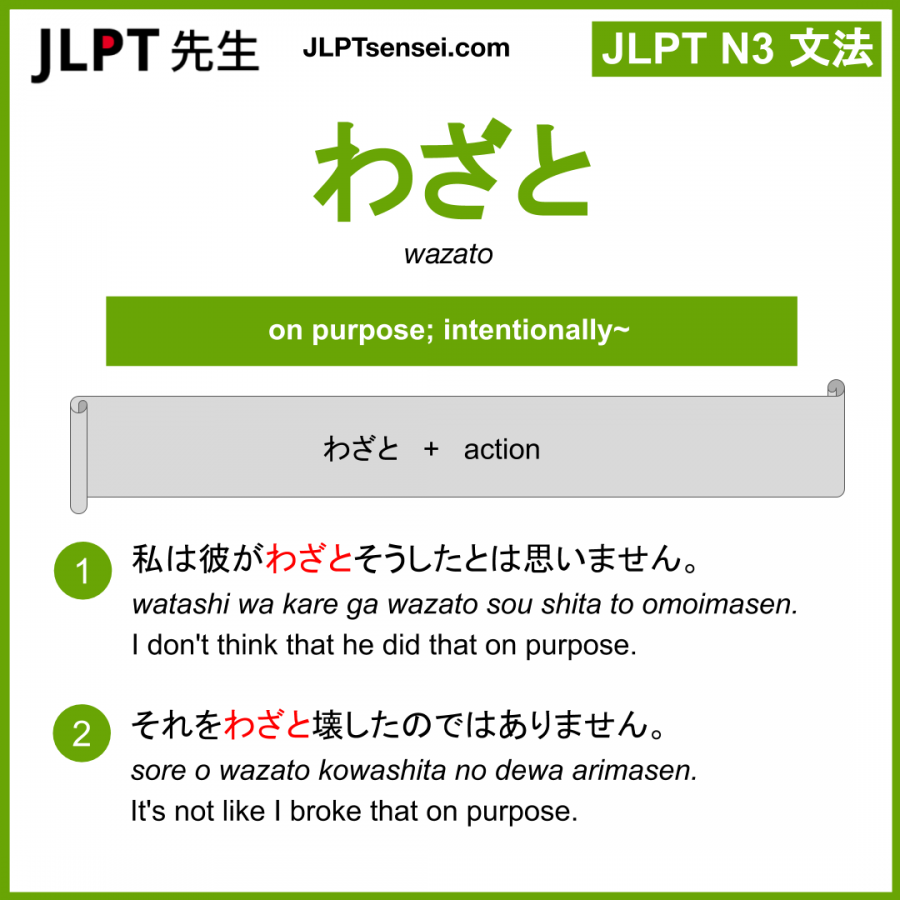 JLPT 先生 JLPTsensei.com JLPT N3 文法
わざと
wazato
on purpose; intentionally~
わざと + action
1 私は彼がわざとそうしたとは思いません。
watashi wa kare ga wazato sou shita to omoimasen.
I don't think that he did that on purpose.
2 それをわざと壊したのではありません。
sore o wazato kowashita no dewa arimasen.
It's not like I broke that on purpose.